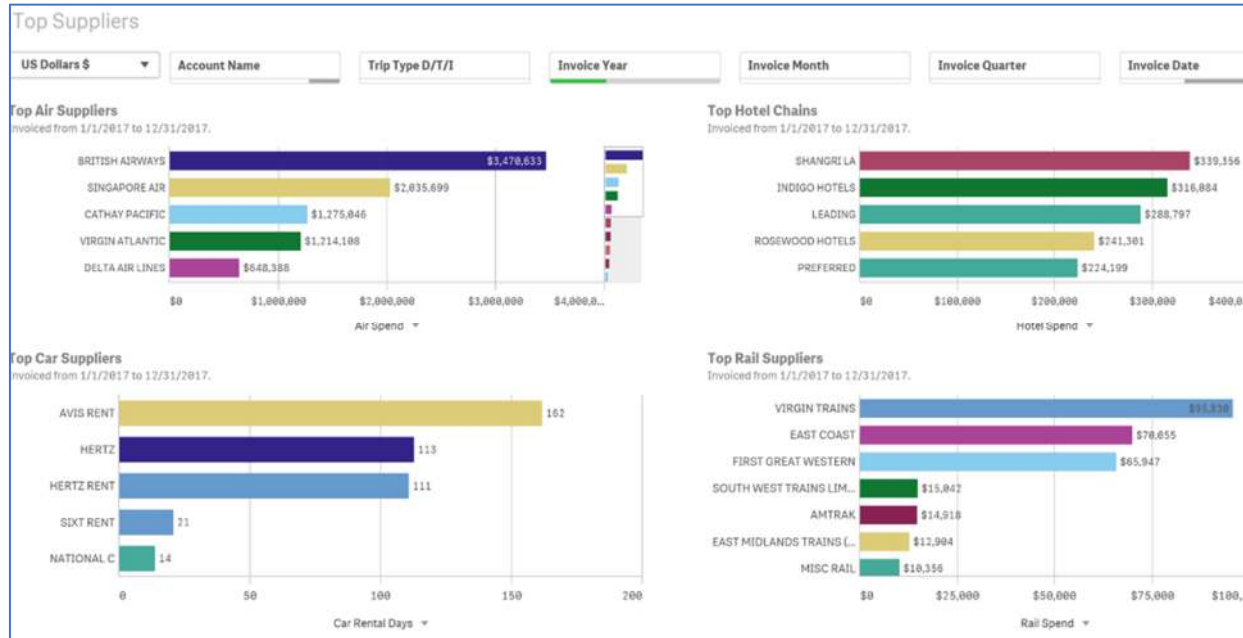 Top Suppliers
US Dollars $
Account Name
Trip Type D/T/I
Invoice Year
Invoice Month
Invoice Quarter
Invoice Date
Top Air Suppliers
Invoiced from 1/1/2017 to 12/31/2017.
BRITISH AIRWAYS $3,470,633
SINGAPORE AIR $2,035,699
CATHAY PACIFIC $1,275,046
VIRGIN ATLANTIC $1,214,108
DELTA AIR LINES $648,388
$0 $1,000,000 $2,000,000 $3,000,000 $4,000,0...
Air Spend
Top Hotel Chains
Invoiced from 1/1/2017 to 12/31/2017.
SHANGRI LA $339,356
INDIGO HOTELS $316,084
LEADING $288,797
ROSEWOOD HOTELS $241,301
PREFERRED $224,199
$0 $100,000 $200,000 $300,000 $400,0
Hotel Spend
Top Car Suppliers
Invoiced from 1/1/2017 to 12/31/2017.
AVIS RENT 162
HERTZ 113
HERTZ RENT 111
SIXT RENT 21
NATIONAL C 14
0 50 100 150 200
Car Rental Days
Top Rail Suppliers
Invoiced from 1/1/2017 to 12/31/2017.
VIRGIN TRAINS
EAST COAST $70,055
FIRST GREAT WESTERN $65,947
SOUTH WEST TRAINS LIM... $15,042
AMTRAK $14,918
EAST MIDLANDS TRAINS (... $12,904
MISC RAIL $10,356
$0 $25,000 $50,000 $75,000 $100,
Rail Spend